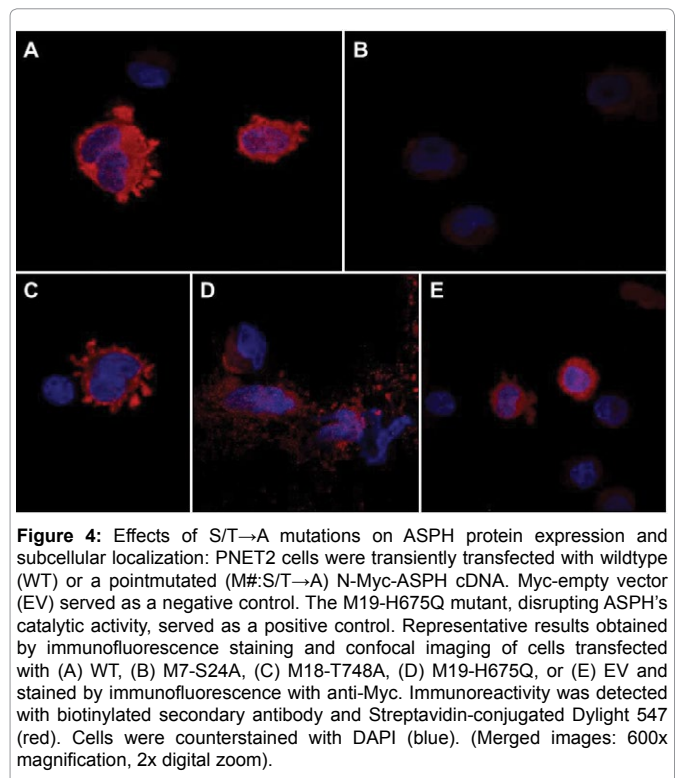 A
B
C
D
E
Figure 4: Effects of S/T→A mutations on ASPH protein expression and
subcellular localization: PNET2 cells were transiently transfected with wildtype
(WT) or a pointmutated (M#:S/T→A) N-Myc-ASPH cDNA. Myc-empty vector
(EV) served as a negative control. The M19-H675Q mutant, disrupting ASPH's
catalytic activity, served as a positive control. Representative results obtained
by immunofluorescence staining and confocal imaging of cells transfected
with (A) WT, (B) M7-S24A, (C) M18-T748A, (D) M19-H675Q, or (E) EV and
stained by immunofluorescence with anti-Myc. Immunoreactivity was detected
with biotinylated secondary antibody and Streptavidin-conjugated Dylight 547
(red). Cells were counterstained with DAPI (blue). (Merged images: 600x
magnification, 2x digital zoom).